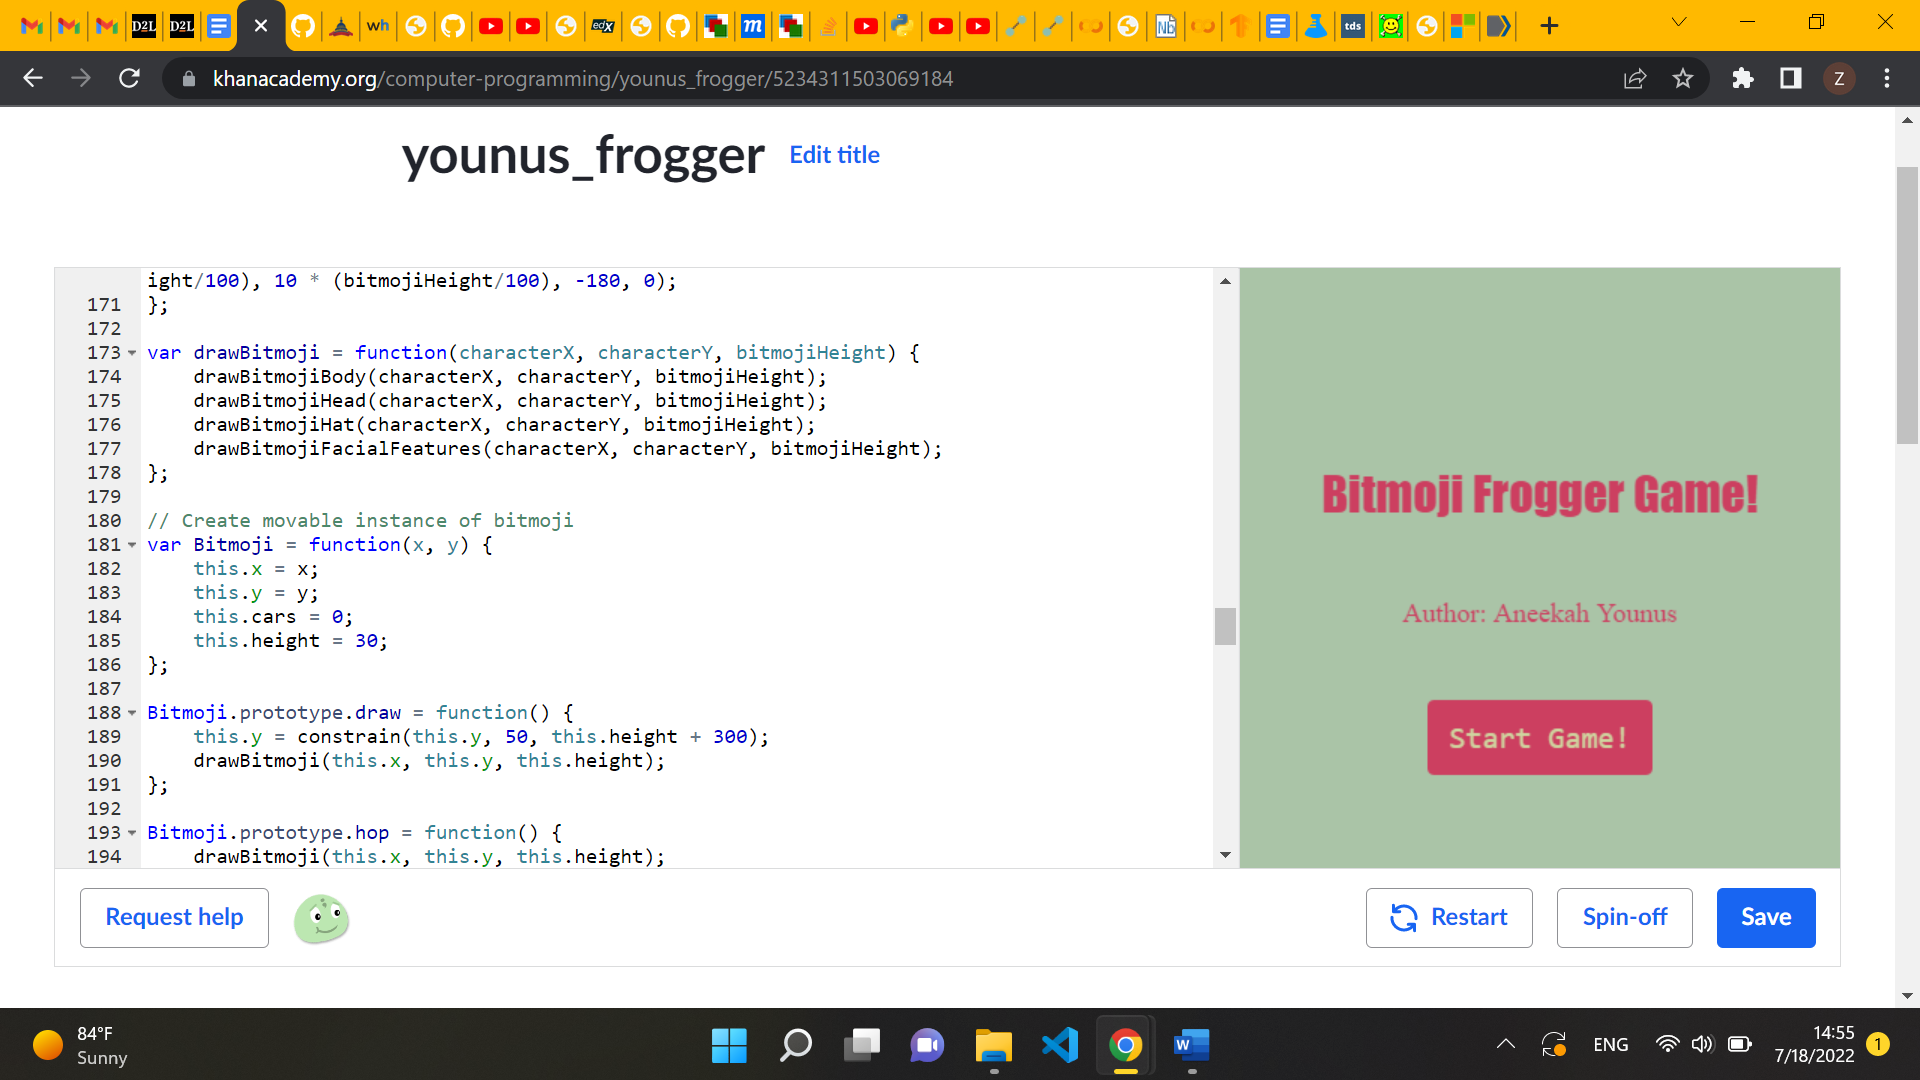 D2L
D2L
wh
edX
m
Nb
tds
khanacademy.org/computer-programming/younus_frogger/5234311503069184
Z
younus_frogger Edit title
ight/100), 10 * (bitmojiHeight/100), -180, 0);
171 };
172
173 var drawBitmoji = function(characterX, characterY, bitmojiHeight) {
174 drawBitmojiBody(characterX, characterY, bitmojiHeight);
175 drawBitmojiHead(characterX, characterY, bitmojiHeight);
176 drawBitmojiHat(characterX, characterY, bitmojiHeight);
177 drawBitmojiFacialFeatures(characterX, characterY, bitmojiHeight);
178 };
179
180 // Create movable instance of bitmoji
181 var Bitmoji = function(x, y) {
182 this.x = x;
183 this.y = y;
184 this.cars = 0;
185 this.height = 30;
186 };
187
188 Bitmoji.prototype.draw = function() {
189 this.y = constrain(this.y, 50, this.height + 300);
190 drawBitmoji(this.x, this.y, this.height);
191 };
192
193 Bitmoji.prototype.hop = function() {
194 drawBitmoji(this.x, this.y, this.height);
Bitmoji Frogger Game!
Author: Aneekah Younus
Start Game!
Request help
Restart
Spin-off
Save
84°F
Sunny
W
ENG
14:55
7/18/2022
1